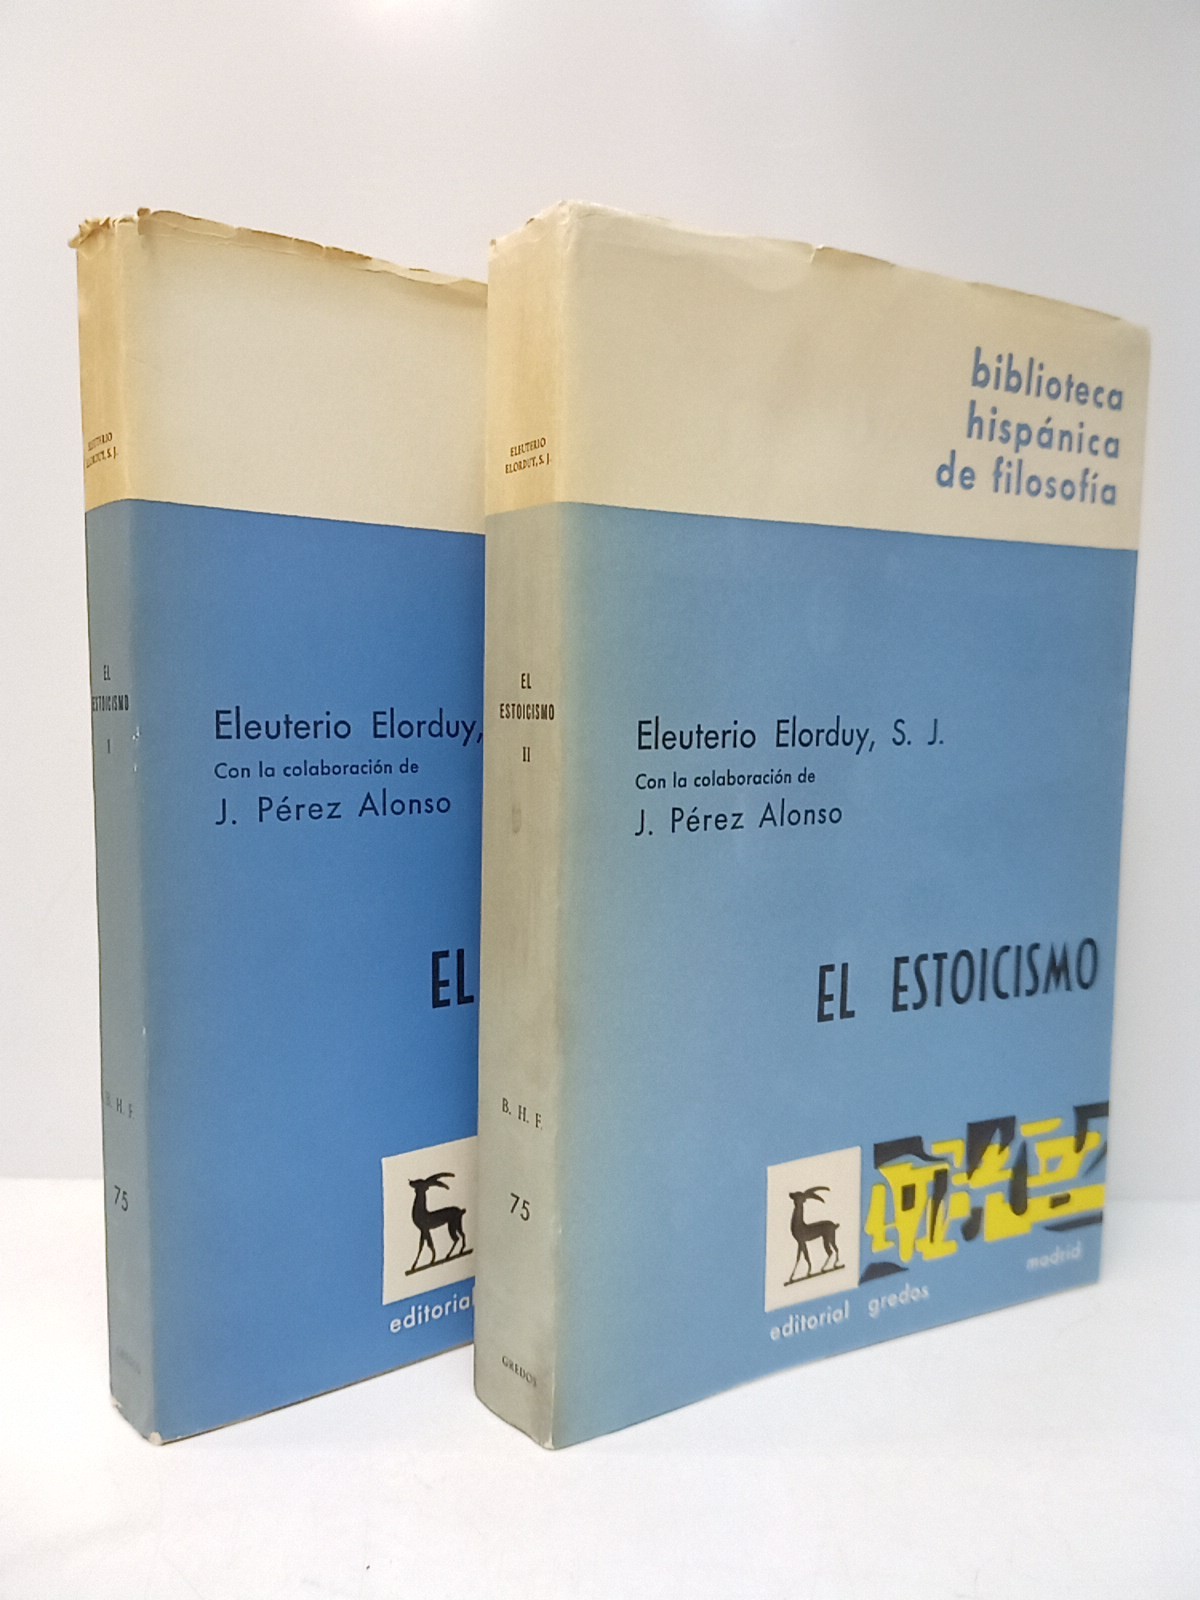 ELEUTERIO
ELORDUY, S. J.
EL
ESTOICISMO
I
B. H. F.
75
Eleuterio Elorduy,
Con la colaboración de
J. Pérez Alonso
EL
editorial
ELEUTERIO
ELORDUY, S. J.
EL
ESTOICISMO
II
B. H. F.
75
GREDOS
biblioteca
hispánica
de filosofía
Eleuterio Elorduy, S. J.
Con la colaboración de
J. Pérez Alonso
EL ESTOICISMO
editorial gredos madrid